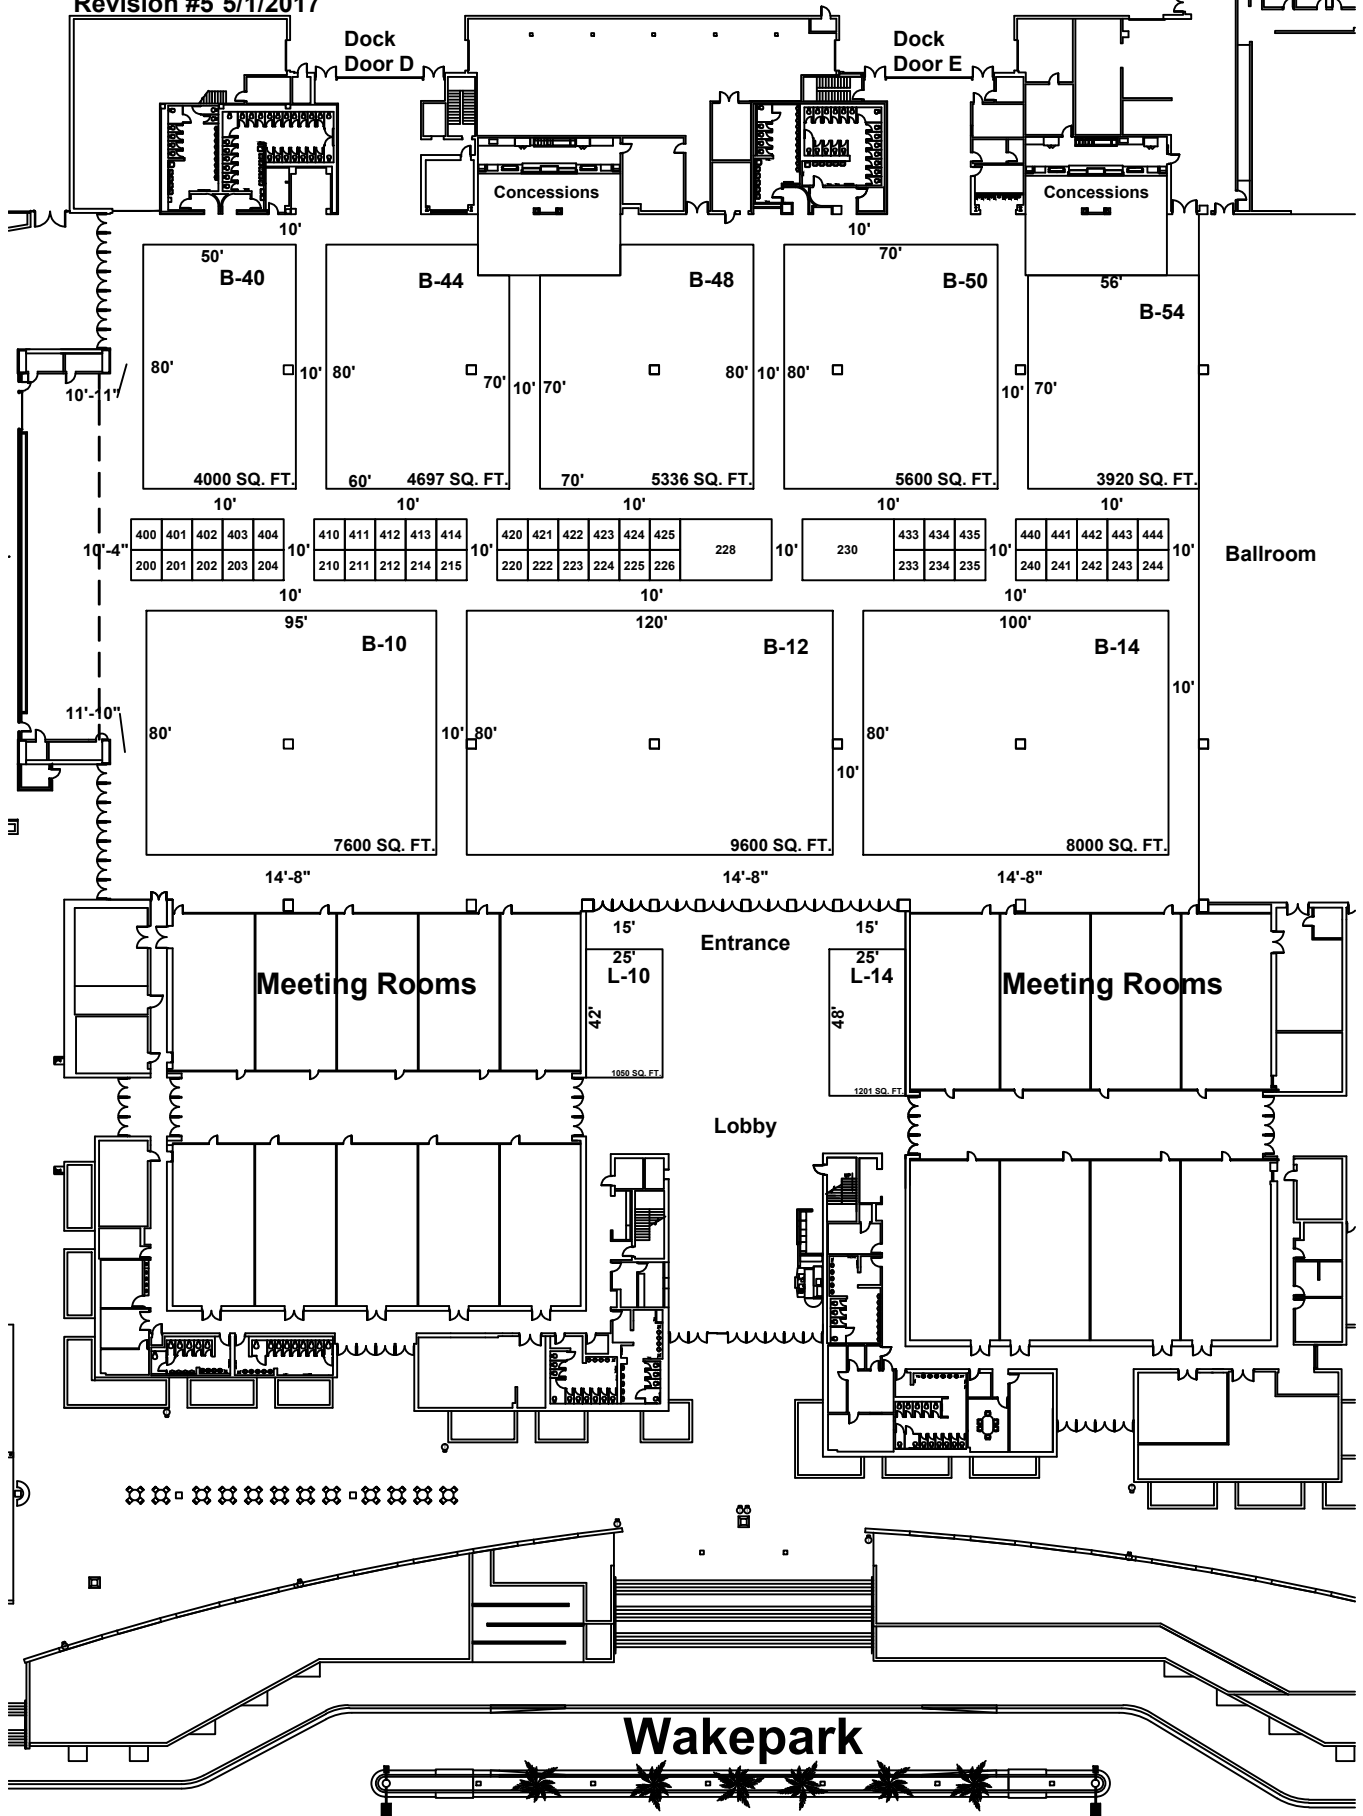 Revision #5 5/1/2017
Dock
Door D
Dock
Door E
Concessions
Concessions
10'
10'
50'
70'
B-40
B-44
B-48
B-50
56'
B-54
80'
10'
80'
70'
10'
70'
80'
10'
80'
10'
70'
10'-11"
4000 SQ. FT.
60'
4697 SQ. FT.
70'
5336 SQ. FT.
5600 SQ. FT.
3920 SQ. FT.
10'
10'
10'
10'
10'
400 401 402 403 404
410 411 412 413 414
420 421 422 423 424 425
433 434 435
440 441 442 443 444
10'-4"
10'
10'
228
10'
230
10'
10'
Ballroom
200 201 202 203 204
210 211 212 214 215
220 222 223 224 225 226
233 234 235
240 241 242 243 244
10'
10'
10'
95'
120'
100'
B-10
B-12
B-14
10'
11'-10"
80'
10'
80'
80'
10'
7600 SQ. FT.
9600 SQ. FT.
8000 SQ. FT.
14'-8"
14'-8"
14'-8"
15'
Entrance
15'
25'
25'
L-10
L-14
Meeting Rooms
Meeting Rooms
42'
48'
1050 SQ. FT.
1201 SQ. FT.
Lobby
Wakepark